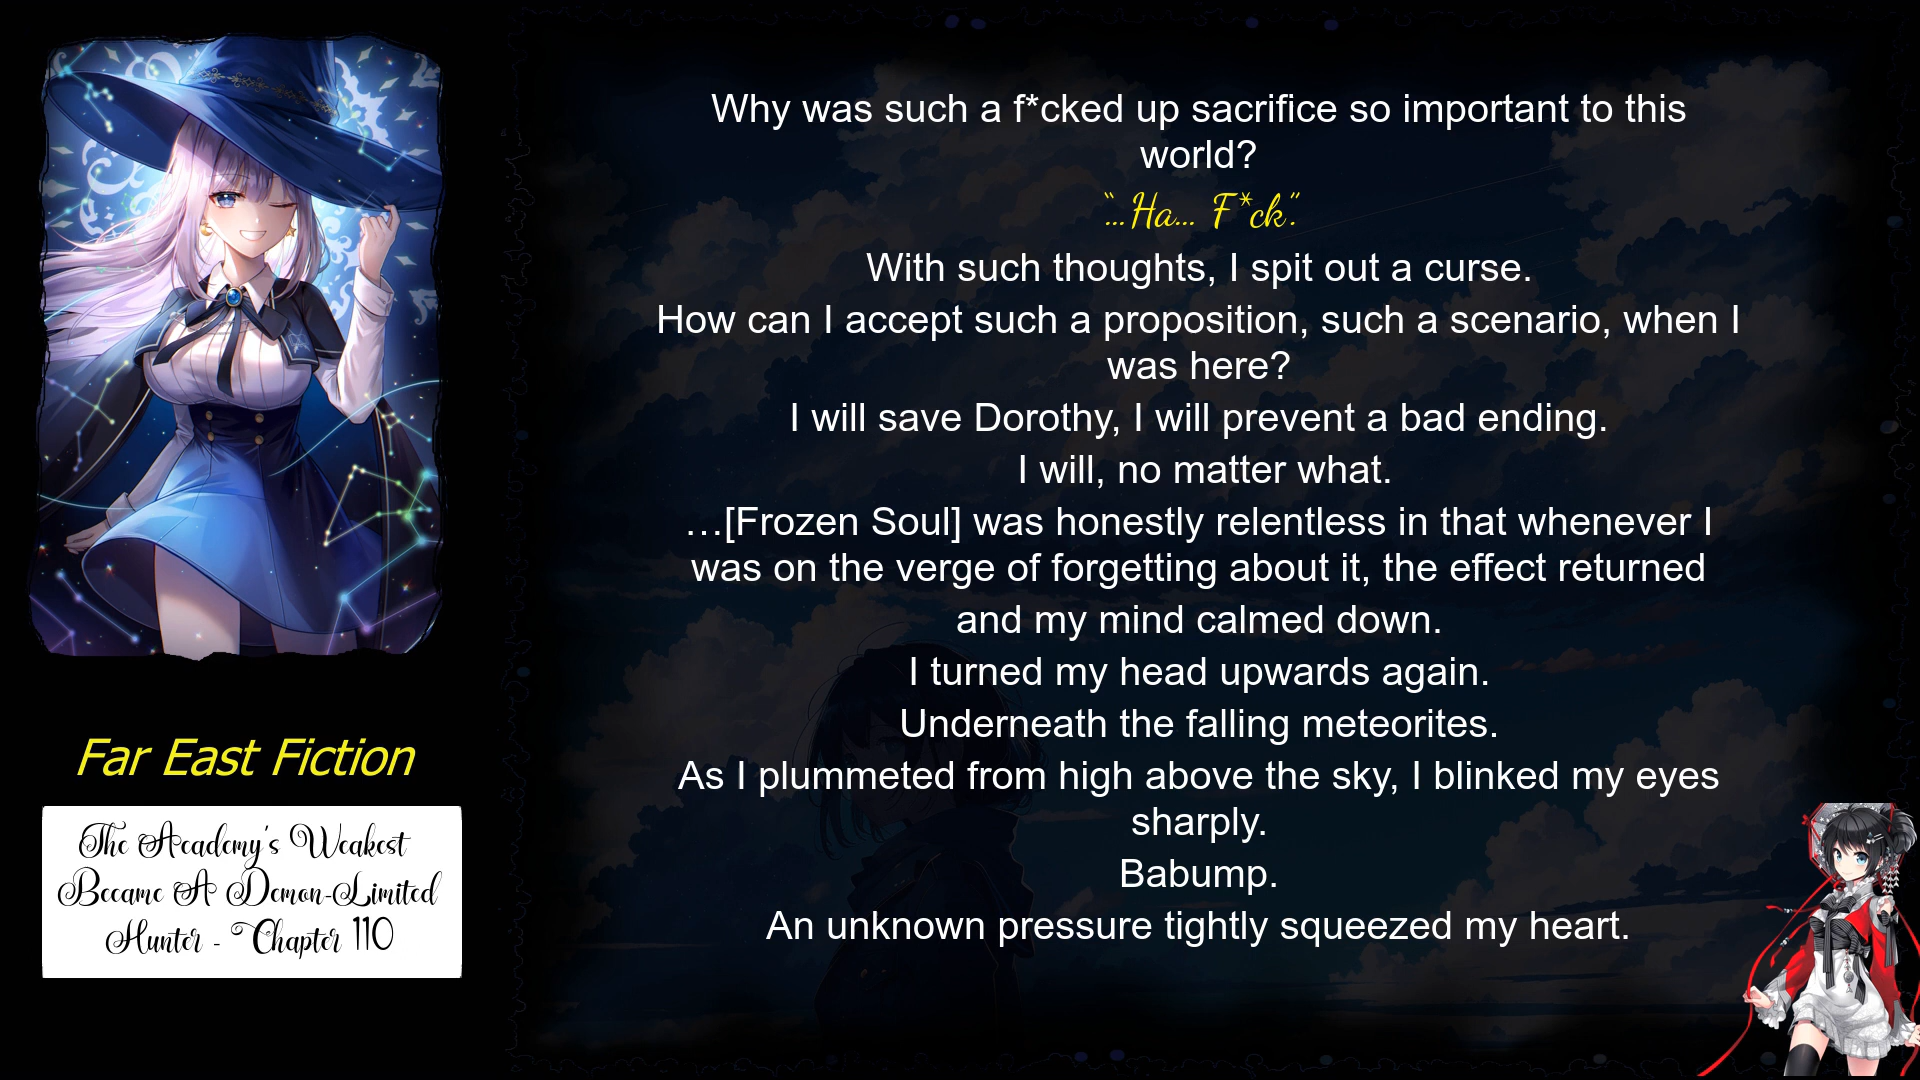 Why was such a f*cked up sacrifice so important to this
world?
“...Ha... F*ck.”
With such thoughts, I spit out a curse.
How can I accept such a proposition, such a scenario, when I
was here?
I will save Dorothy, I will prevent a bad ending.
I will, no matter what.
…[Frozen Soul] was honestly relentless in that whenever I
was on the verge of forgetting about it, the effect returned
and my mind calmed down.
I turned my head upwards again.
Underneath the falling meteorites.
As I plummeted from high above the sky, I blinked my eyes
sharply.
Babump.
An unknown pressure tightly squeezed my heart.
Far East Fiction
The Academy's Weakest
Became A Demon-Limited
Hunter - Chapter 110